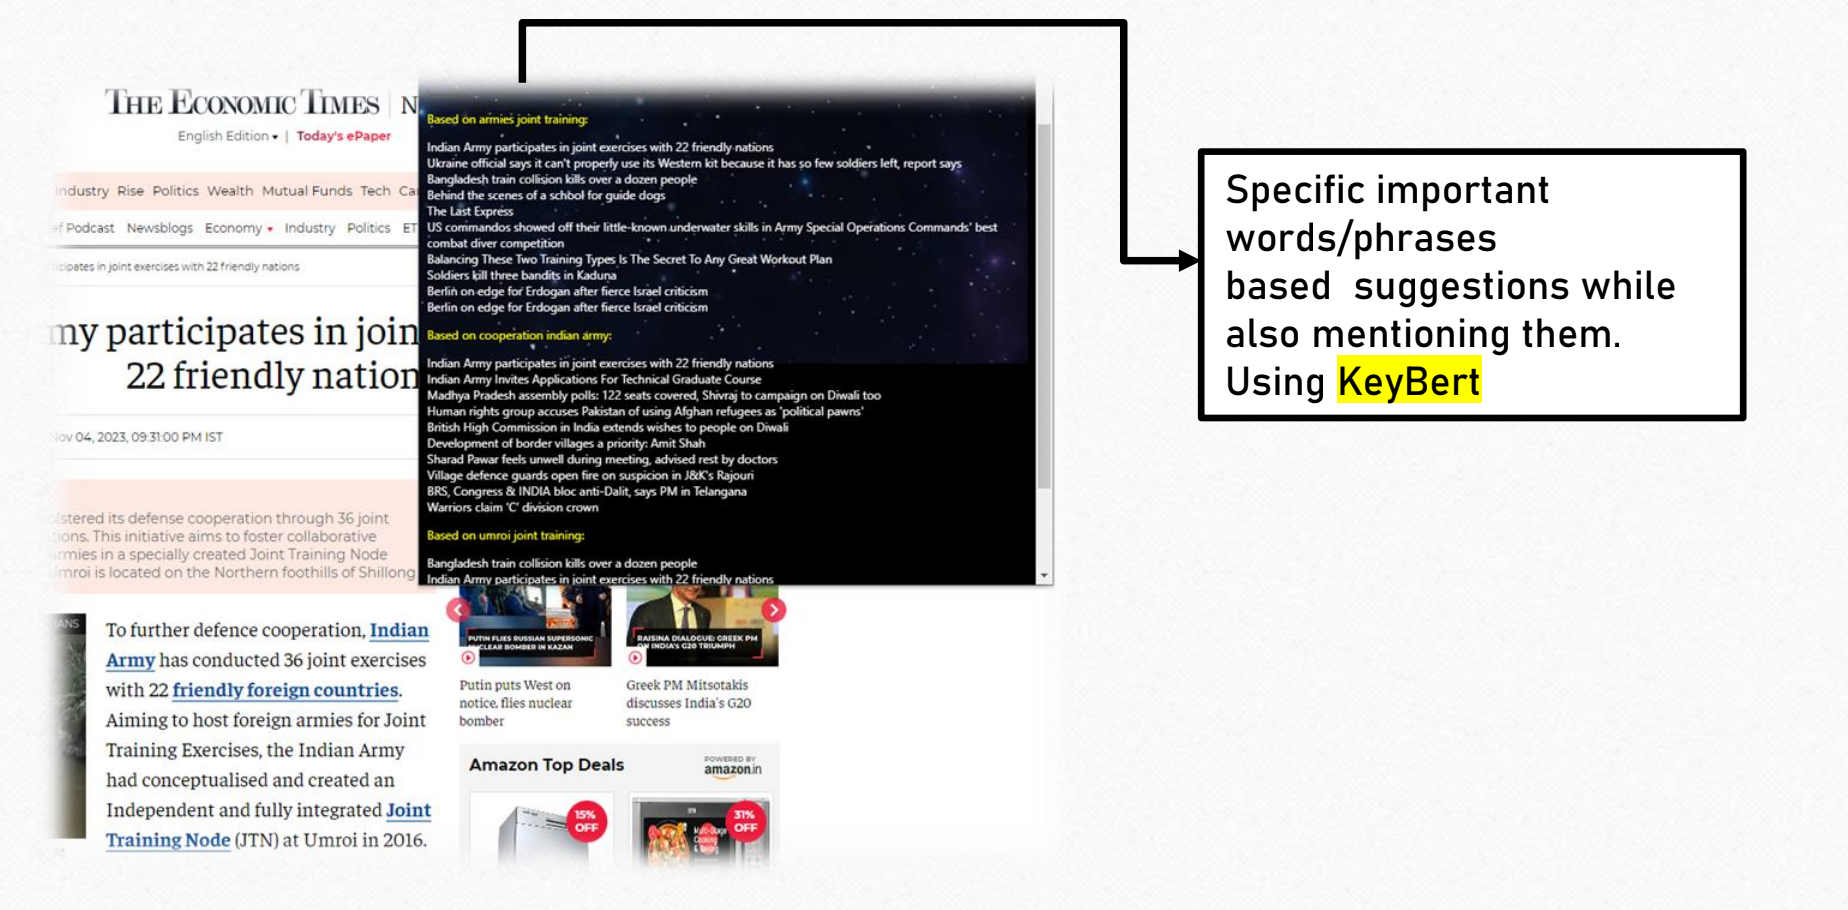 THE ECONOMIC TIMES | N
English Edition | Today's ePaper
Industry Rise Politics Wealth Mutual Funds Tech Ca
ef Podcast Newsblogs Economy Industry Politics ET
ticipates in joint exercises with 22 friendly nations
my participates in join
22 friendly nation
Nov 04, 2023, 09:31:00 PM IST
lstered its defense cooperation through 36 joint
ions. This initiative aims to foster collaborative
armies in a specially created Joint Training Node
Umroi is located on the Northern foothills of Shillong
IANS
To further defence cooperation, Indian
Army has conducted 36 joint exercises
with 22 friendly foreign countries.
Aiming to host foreign armies for Joint
Training Exercises, the Indian Army
had conceptualised and created an
Independent and fully integrated Joint
Training Node (JTN) at Umroi in 2016.
Based on armies joint training:
Indian Army participates in joint exercises with 22 friendly nations
Ukraine official says it can't properly use its Western kit because it has so few soldiers left, report says
Bangladesh train collision kills over a dozen people
Behind the scenes of a school for guide dogs
The Last Express
US commandos showed off their little-known underwater skills in Army Special Operations Commands' best
combat diver competition
Balancing These Two Training Types Is The Secret To Any Great Workout Plan
Soldiers kill three bandits in Kaduna
Berlin on edge for Erdogan after fierce Israel criticism
Berlin on edge for Erdogan after fierce Israel criticism
Based on cooperation indian army:
Indian Army participates in joint exercises with 22 friendly nations
Indian Army Invites Applications For Technical Graduate Course
Madhya Pradesh assembly polls: 122 seats covered, Shivraj to campaign on Diwali too
Human rights group accuses Pakistan of using Afghan refugees as 'political pawns'
British High Commission in India extends wishes to people on Diwali
Development of border villages a priority: Amit Shah
Sharad Pawar feels unwell during meeting, advised rest by doctors
Village defence guards open fire on suspicion in J&K's Rajouri
BRS, Congress & INDIA bloc anti-Dalit, says PM in Telangana
Warriors claim 'C' division crown
Based on umroi joint training:
Bangladesh train collision kills over a dozen people
Indian Army participates in joint exercises with 22 friendly nations
PUTIN FLIES RUSSIAN SUPERSONIC
NUCLEAR BOMBER IN KAZAN
Putin puts West on
notice, flies nuclear
bomber
RAISINA DIALOGUE: GREEK PM
ON INDIA'S G20 TRIUMPH
Greek PM Mitsotakis
discusses India's G20
success
Amazon Top Deals
POWERED BY
amazon.in
15%
OFF
31%
OFF
Multi-Stage
Cooking
Specific important
words/phrases
based suggestions while
also mentioning them.
Using KeyBert